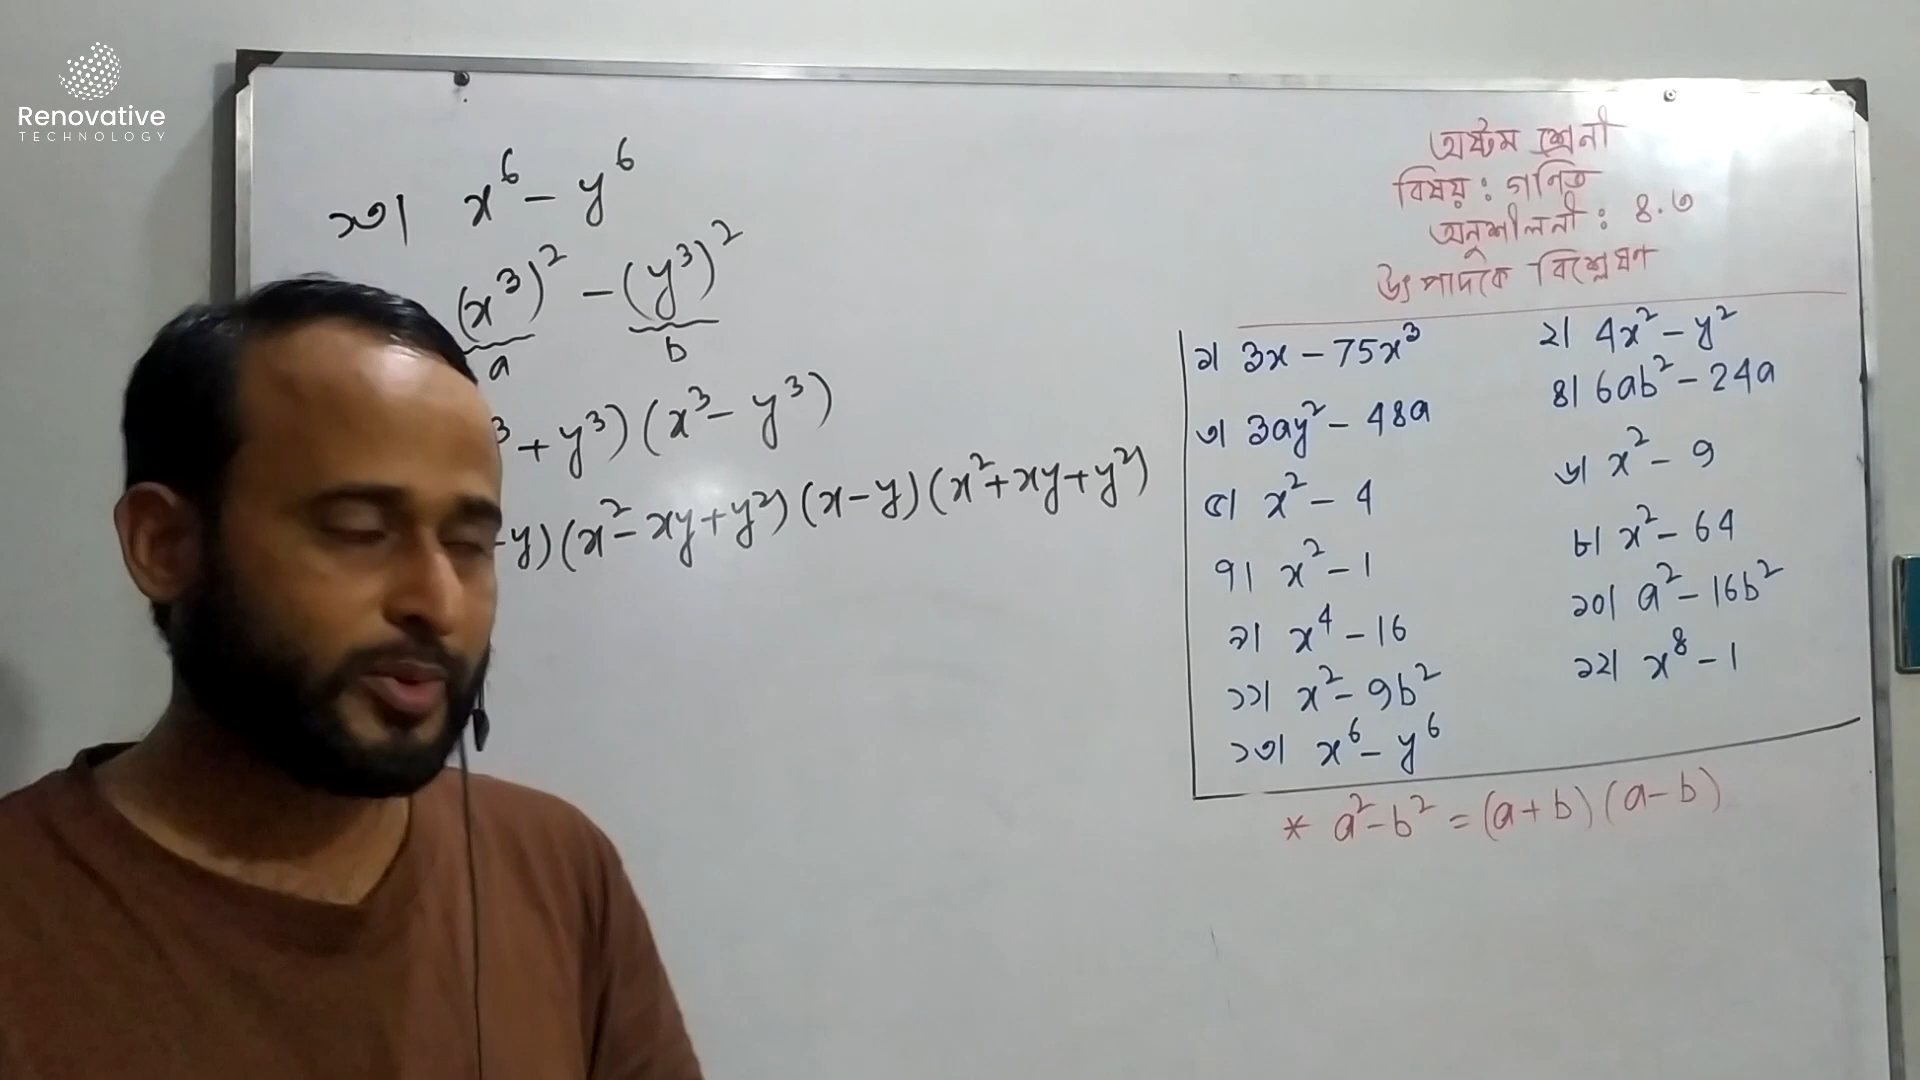 Renovative
TECHNOLOGY
১৩| x⁶ - y⁶
(x³)² - (y³)²
a b
³ + y³) (x³ - y³)
-y) (x² - xy + y²) (x - y) (x² + xy + y²)
অষ্টম শ্রেনী
বিষয় : গনিত
অনুশীলনী : ৪.৩
উৎপাদকে বিশ্লেষণ
১| 3x - 75x³
২| 4x² - y²
৩| 3ay² - 48a
৪| 6ab² - 24a
৫| x² - 4
৬| x² - 9
৭| x² - 1
৮| x² - 64
৯| x⁴ - 16
১০| a² - 16b²
১১| x² - 9b²
১২| x⁸ - 1
১৩| x⁶ - y⁶
* a² - b² = (a + b) (a - b)